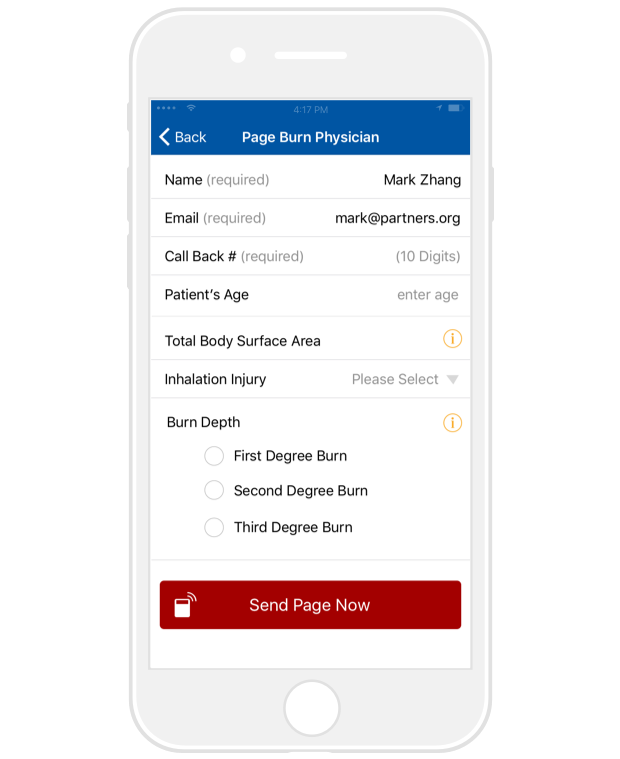 4:17 PM
Back Page Burn Physician
Name (required) Mark Zhang
Email (required) mark@partners.org
Call Back # (required) (10 Digits)
Patient's Age enter age
Total Body Surface Area i
Inhalation Injury Please Select
Burn Depth i
First Degree Burn
Second Degree Burn
Third Degree Burn
Send Page Now